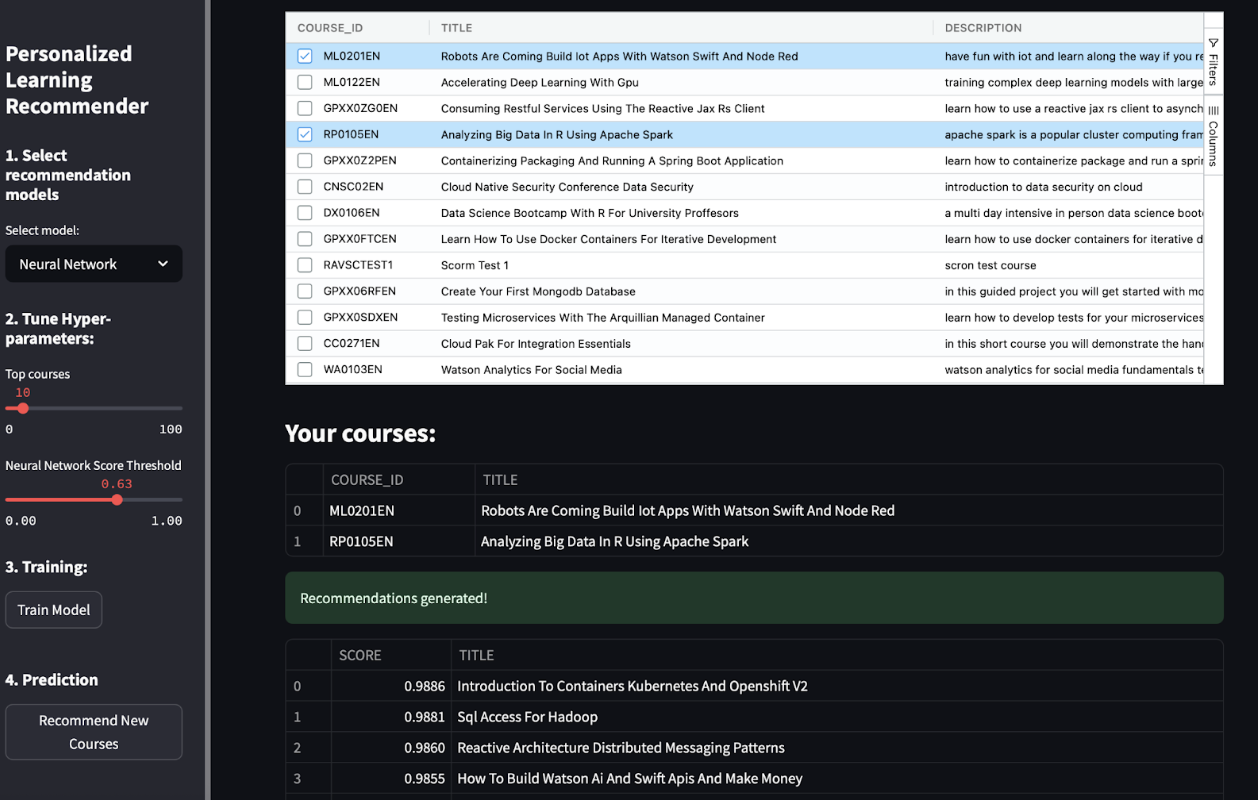 Personalized
Learning
Recommender
1. Select
recommendation
models
Select model:
Neural Network
2. Tune Hyper-
parameters:
Top courses
10
0 100
Neural Network Score Threshold
0.63
0.00 1.00
3. Training:
Train Model
4. Prediction
Recommend New
Courses
COURSE_ID TITLE DESCRIPTION
ML0201EN Robots Are Coming Build Iot Apps With Watson Swift And Node Red have fun with iot and learn along the way if you re
ML0122EN Accelerating Deep Learning With Gpu training complex deep learning models with large
GPXX0ZG0EN Consuming Restful Services Using The Reactive Jax Rs Client learn how to use a reactive jax rs client to asynch
RP0105EN Analyzing Big Data In R Using Apache Spark apache spark is a popular cluster computing fram
GPXX0Z2PEN Containerizing Packaging And Running A Spring Boot Application learn how to containerize package and run a sprin
CNSC02EN Cloud Native Security Conference Data Security introduction to data security on cloud
DX0106EN Data Science Bootcamp With R For University Proffesors a multi day intensive in person data science boot
GPXX0FTCEN Learn How To Use Docker Containers For Iterative Development learn how to use docker containers for iterative d
RAVSCTEST1 Scorm Test 1 scron test course
GPXX06RFEN Create Your First Mongodb Database in this guided project you will get started with mo
GPXX0SDXEN Testing Microservices With The Arquillian Managed Container learn how to develop tests for your microservices
CC0271EN Cloud Pak For Integration Essentials in this short course you will demonstrate the han
WA0103EN Watson Analytics For Social Media watson analytics for social media fundamentals t
Filters
Columns
Your courses:
COURSE_ID TITLE
0 ML0201EN Robots Are Coming Build Iot Apps With Watson Swift And Node Red
1 RP0105EN Analyzing Big Data In R Using Apache Spark
Recommendations generated!
SCORE TITLE
0 0.9886 Introduction To Containers Kubernetes And Openshift V2
1 0.9881 Sql Access For Hadoop
2 0.9860 Reactive Architecture Distributed Messaging Patterns
3 0.9855 How To Build Watson Ai And Swift Apis And Make Money